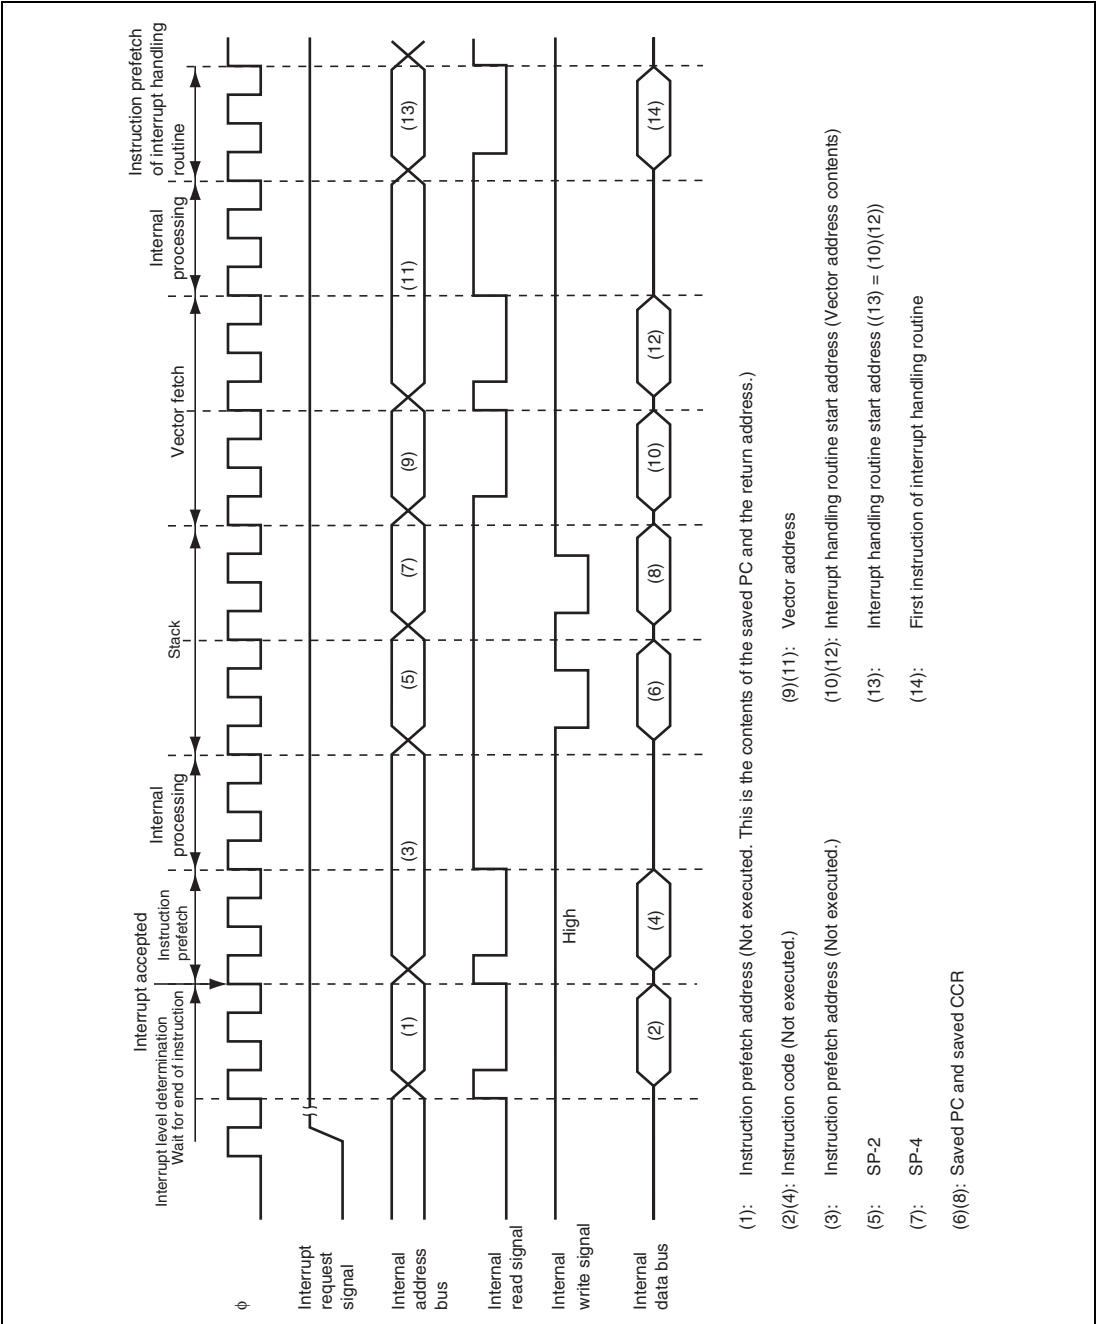 Interrupt level determination
Wait for end of instruction
Interrupt accepted
Instruction
prefetch
Internal
processing
Stack
Vector fetch
Internal
processing
Instruction prefetch
of interrupt handling
routine
φ
Interrupt
request
signal
Internal
address
bus
(1)
(3)
(5)
(7)
(9)
(11)
(13)
Internal
read signal
Internal
write signal
High
Internal
data bus
(2)
(4)
(6)
(8)
(10)
(12)
(14)
(1): Instruction prefetch address (Not executed. This is the contents of the saved PC and the return address.)
(2)(4): Instruction code (Not executed.)
(3): Instruction prefetch address (Not executed.)
(5): SP-2
(7): SP-4
(6)(8): Saved PC and saved CCR
(9)(11): Vector address
(10)(12): Interrupt handling routine start address (Vector address contents)
(13): Interrupt handling routine start address ((13) = (10)(12))
(14): First instruction of interrupt handling routine